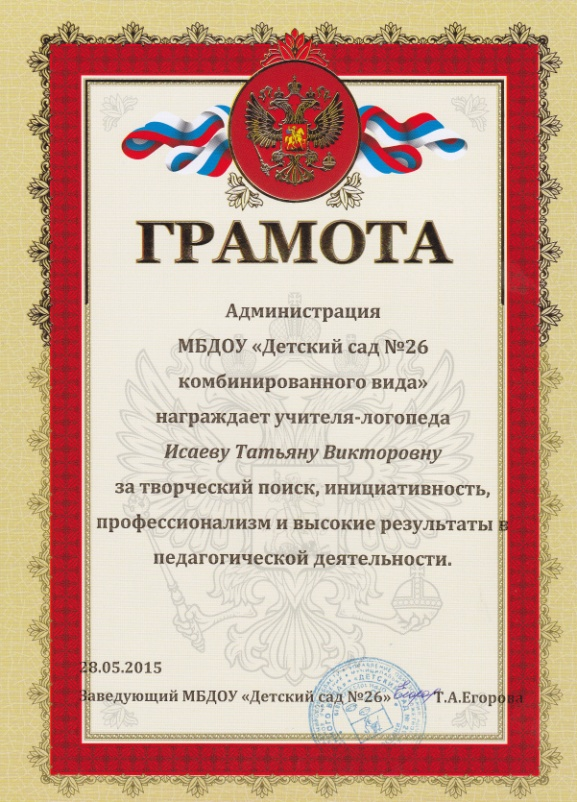 ГРАМОТА
Администрация
МБДОУ «Детский сад №26
комбинированного вида»
награждает учителя-логопеда
Исаеву Татьяну Викторовну
за творческий поиск, инициативность,
профессионализм и высокие результаты в
педагогической деятельности.
28.05.2015
Заведующий МБДОУ «Детский сад №26» Т.А.Егорова